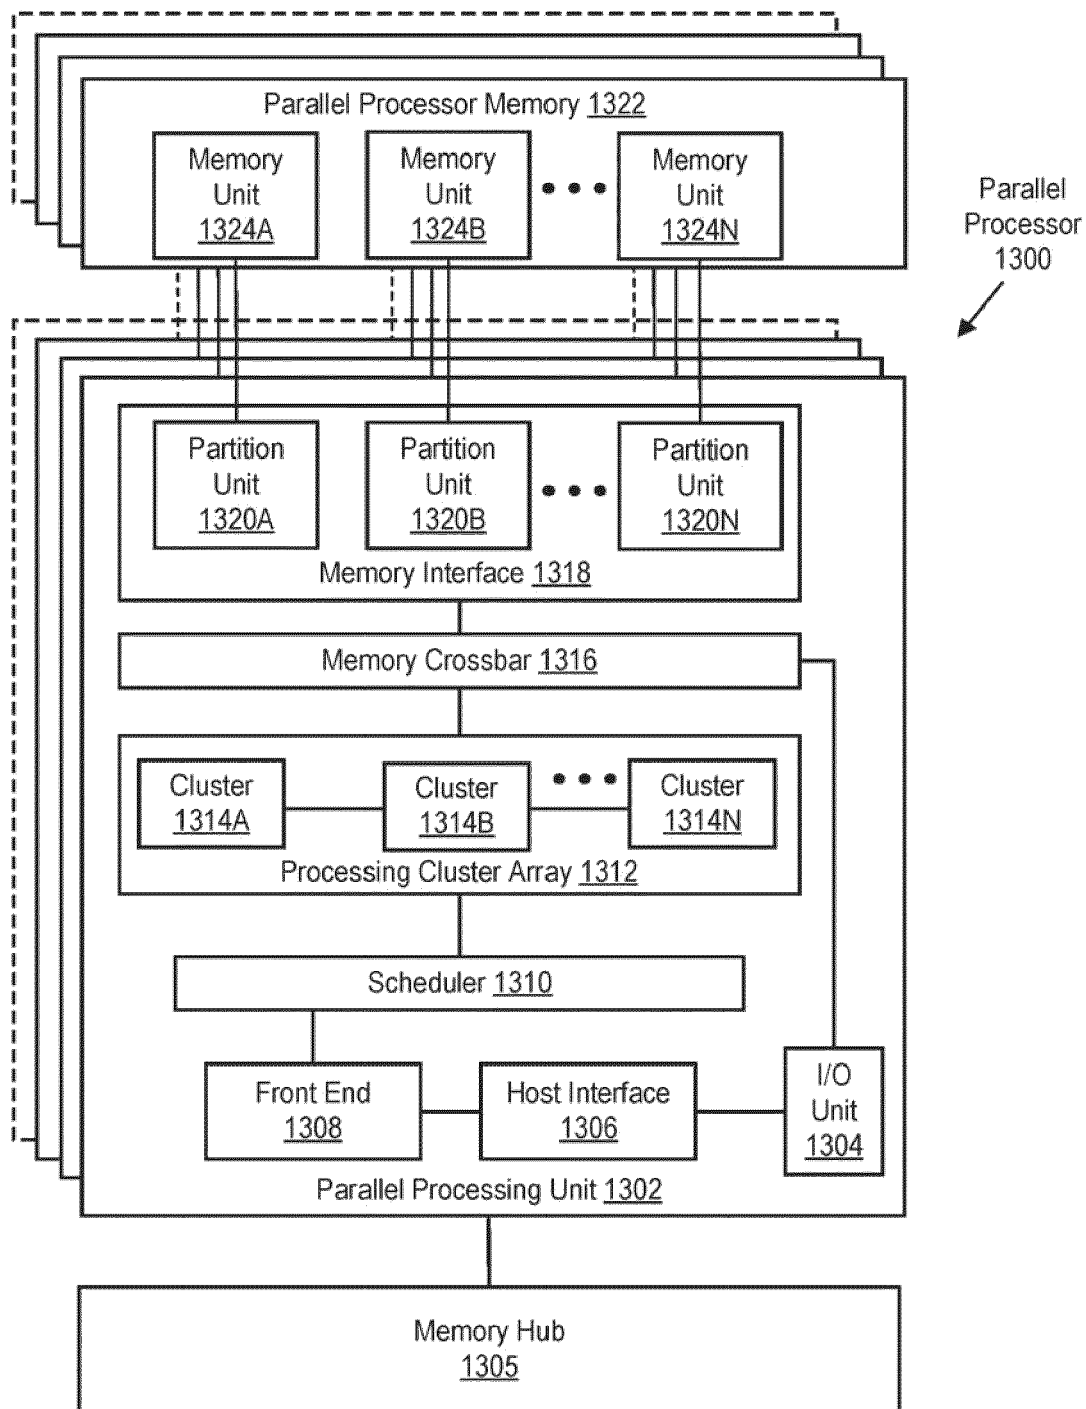 Parallel Processor Memory 1322
Memory
Unit
1324A
Memory
Unit
1324B
Memory
Unit
1324N
Parallel
Processor
1300
Partition
Unit
1320A
Partition
Unit
1320B
Partition
Unit
1320N
Memory Interface 1318
Memory Crossbar 1316
Cluster
1314A
Cluster
1314B
Cluster
1314N
Processing Cluster Array 1312
Scheduler 1310
Front End
1308
Host Interface
1306
I/O
Unit
1304
Parallel Processing Unit 1302
Memory Hub
1305